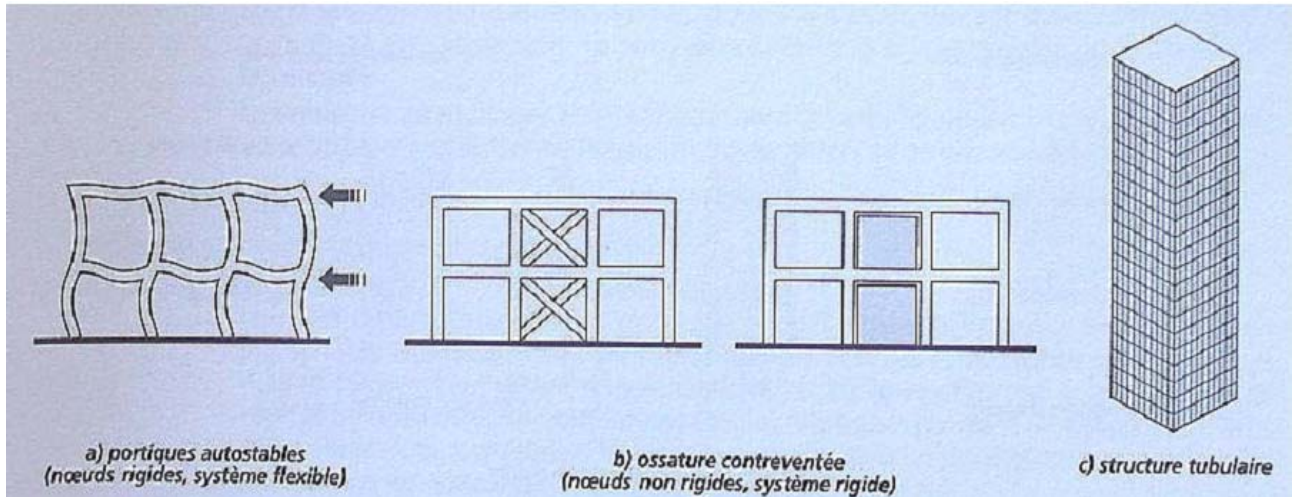 a) portiques autostables
(nœuds rigides, système flexible)
b) ossature contreventée
(nœuds non rigides, système rigide)
c) structure tubulaire